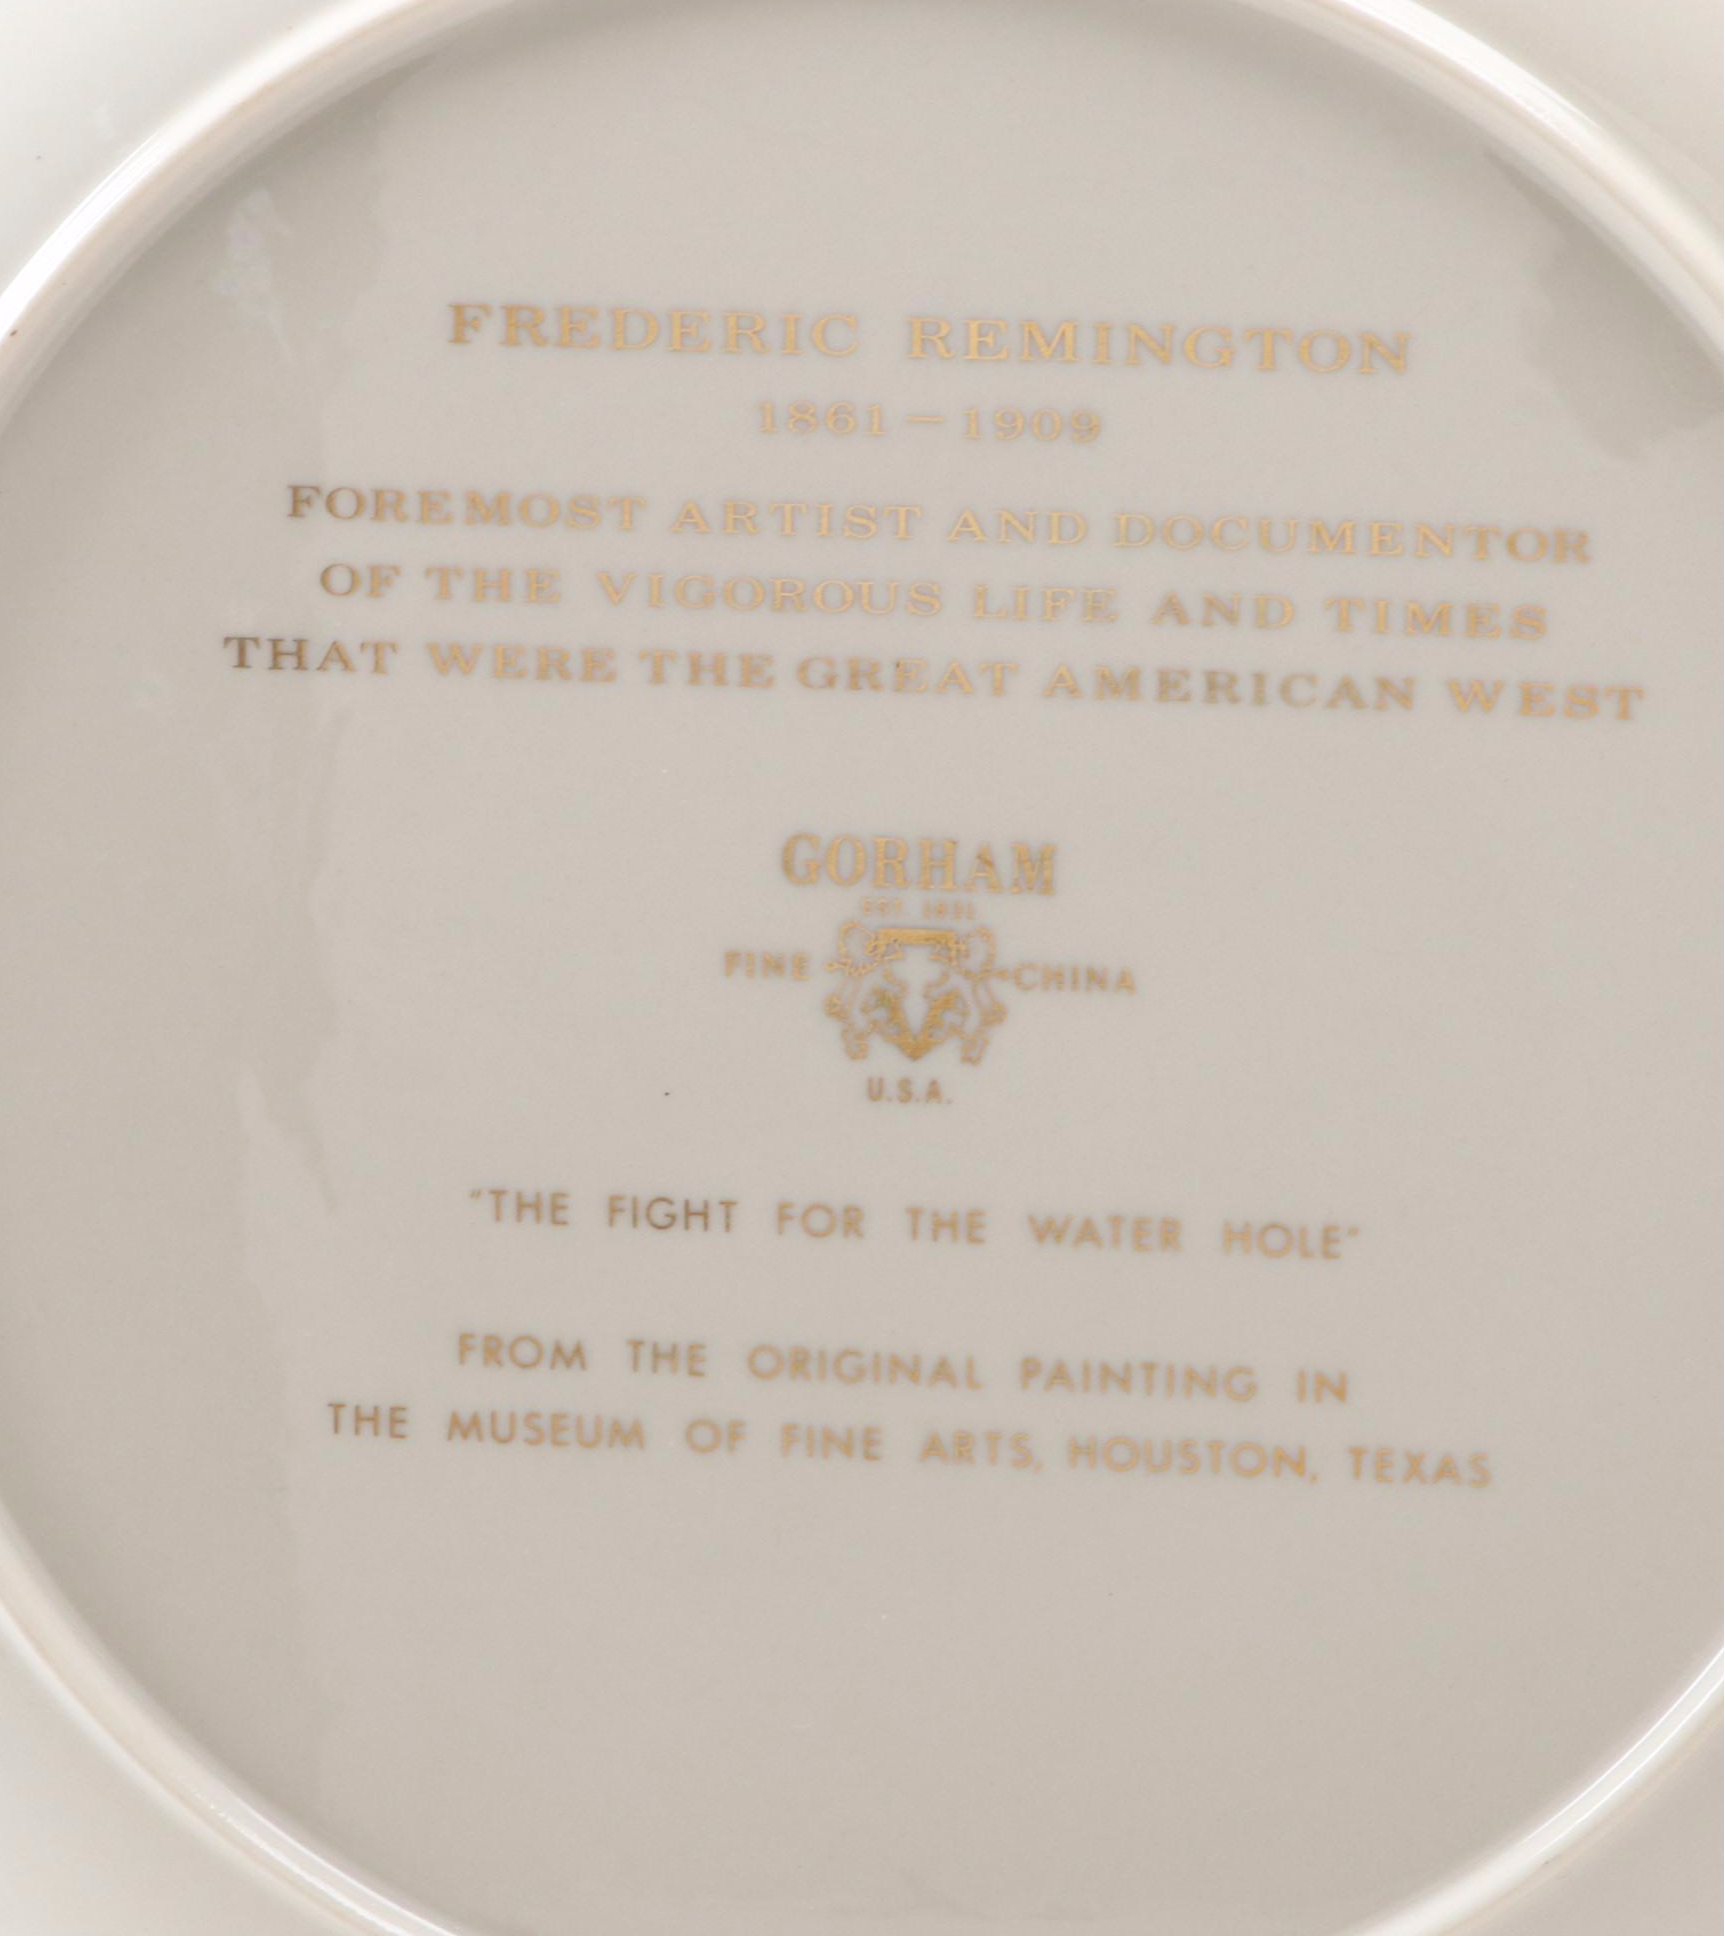 FREDERIC REMINGTON
1861-1909
FOREMOST ARTIST AND DOCUMENTOR
OF THE VIGOROUS LIFE AND TIMES
THAT WERE THE GREAT AMERICAN WEST
GORHAM
EST. 1831
FINE CHINA
U.S.A.
"THE FIGHT FOR THE WATER HOLE"
FROM THE ORIGINAL PAINTING IN
THE MUSEUM OF FINE ARTS, HOUSTON, TEXAS